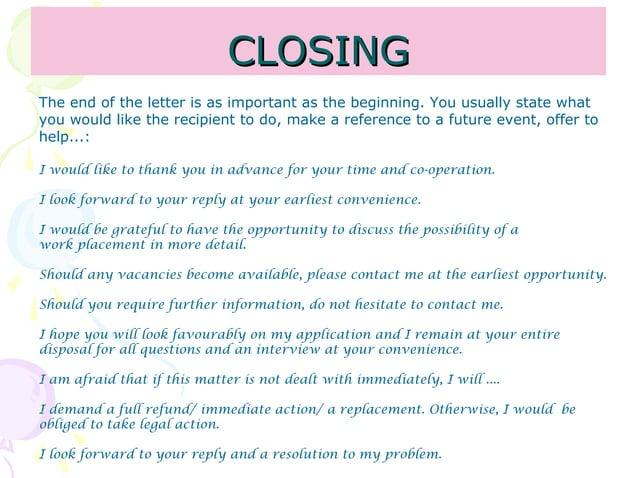 CLOSING
The end of the letter is as important as the beginning. You usually state what
you would like the recipient to do, make a reference to a future event, offer to
help...:
I would like to thank you in advance for your time and co-operation.
I look forward to your reply at your earliest convenience.
I would be grateful to have the opportunity to discuss the possibility of a
work placement in more detail.
Should any vacancies become available, please contact me at the earliest opportunity.
Should you require further information, do not hesitate to contact me.
I hope you will look favourably on my application and I remain at your entire
disposal for all questions and an interview at your convenience.
I am afraid that if this matter is not dealt with immediately, I will ....
I demand a full refund/ immediate action/ a replacement. Otherwise, I would  be
obliged to take legal action.
I look forward to your reply and a resolution to my problem.